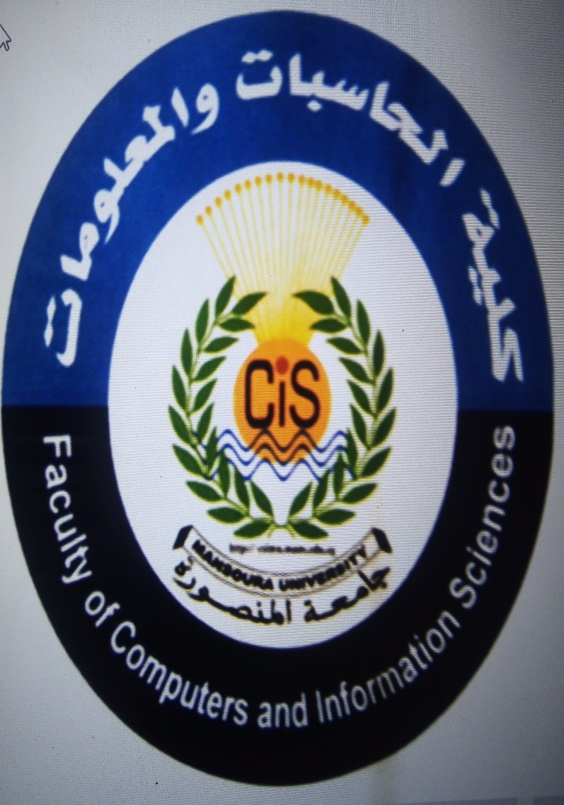 كلية الحاسبات والمعلومات
CiS
MANSOURA UNIVERSITY
جامعة المنصورة
Faculty of Computers and Information Sciences